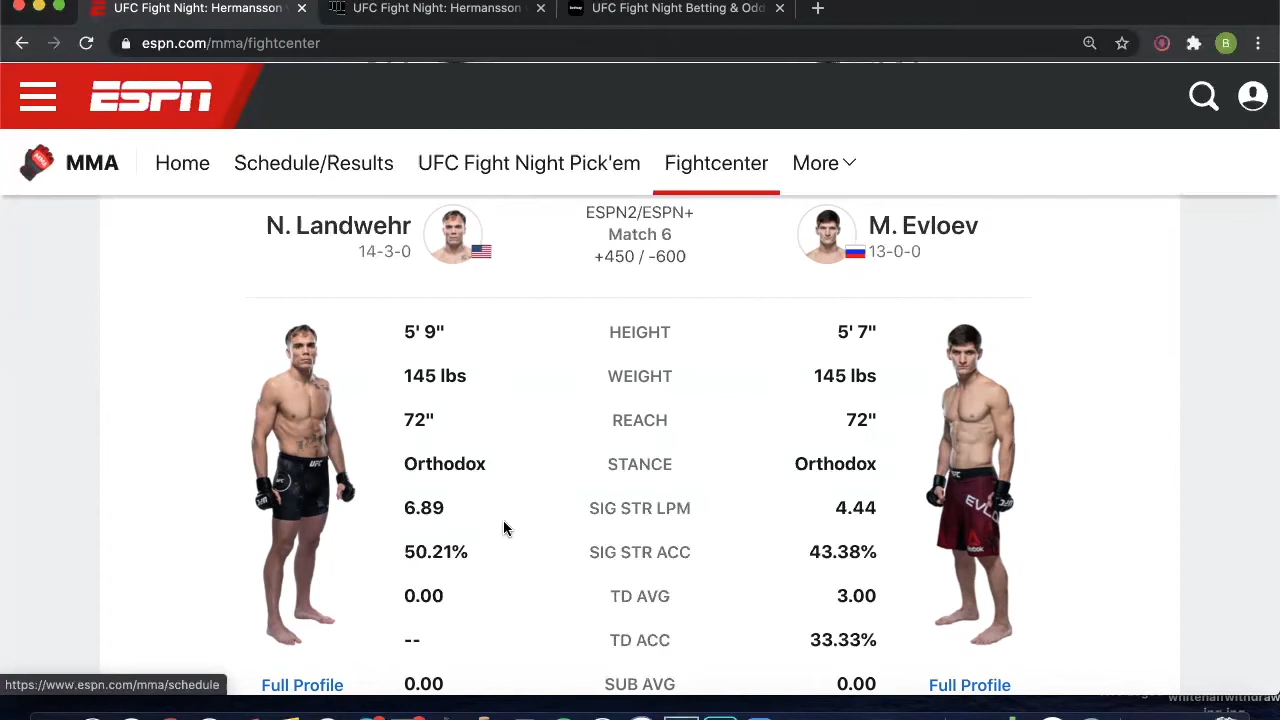 UFC Fight Night: Hermansson
UFC Fight Night: Hermansson
UFC Fight Night Betting & Odd
espn.com/mma/fightcenter
B
ESPN
MMA Home Schedule/Results UFC Fight Night Pick'em Fightcenter More
N. Landwehr ESPN2/ESPN+ M. Evloev
14-3-0 Match 6 13-0-0
+450 / -600
5' 9" HEIGHT 5' 7"
145 lbs WEIGHT 145 lbs
72" REACH 72"
Orthodox STANCE Orthodox
6.89 SIG STR LPM 4.44
50.21% SIG STR ACC 43.38%
0.00 TD AVG 3.00
-- TD ACC 33.33%
Full Profile 0.00 SUB AVG 0.00 Full Profile
https://www.espn.com/mma/schedule